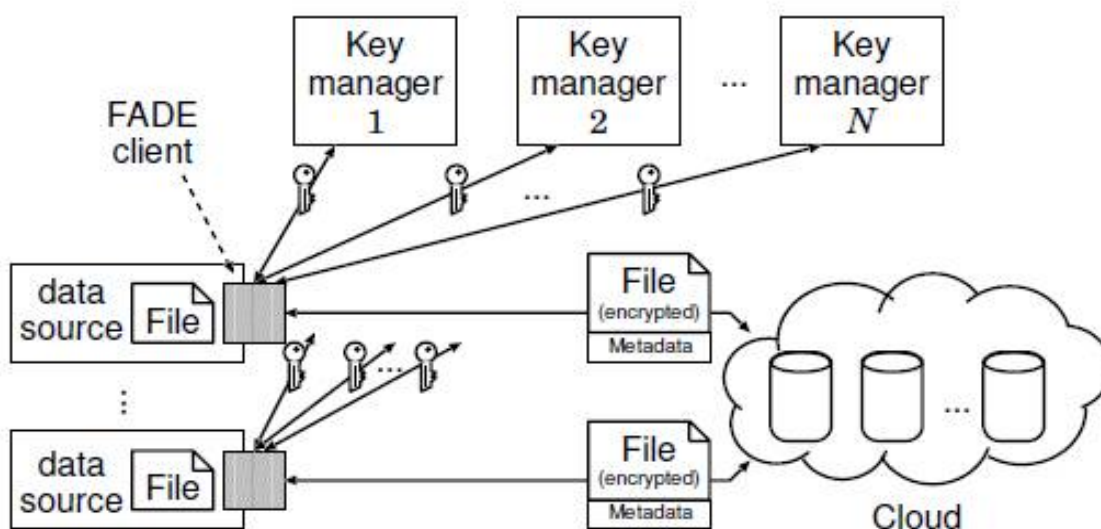 Key
manager
1
Key
manager
2
...
Key
manager
N
FADE
client
...
data
source
File
File
(encrypted)
Metadata
...
...
...
data
source
File
File
(encrypted)
Metadata
Cloud